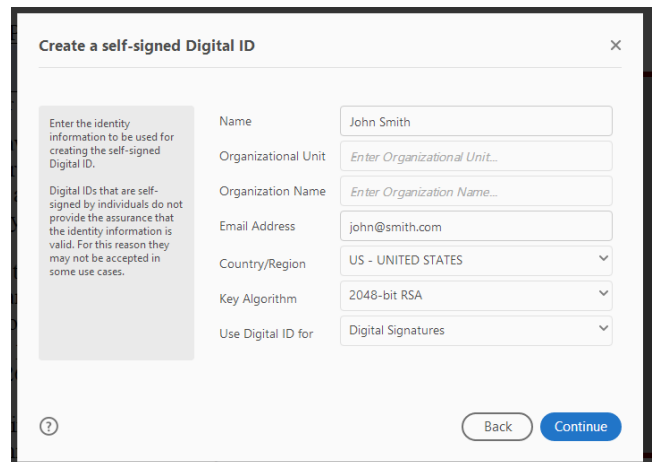 Create a self-signed Digital ID
Enter the identity
information to be used for
creating the self-signed
Digital ID.
Digital IDs that are self-
signed by individuals do not
provide the assurance that
the identity information is
valid. For this reason they
may not be accepted in
some use cases.
Name
John Smith
Organizational Unit
Enter Organizational Unit...
Organization Name
Enter Organization Name...
Email Address
john@smith.com
Country/Region
US - UNITED STATES
Key Algorithm
2048-bit RSA
Use Digital ID for
Digital Signatures
?
Back
Continue